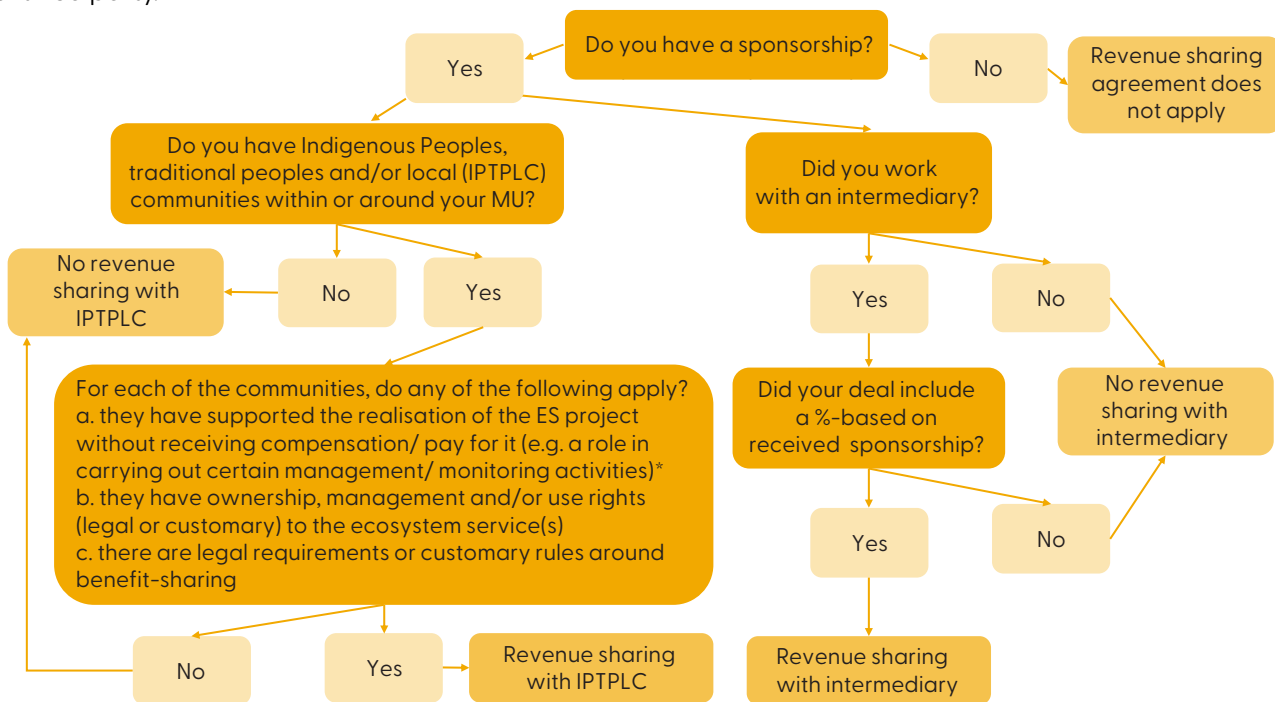 Do you have a sponsorship?
Yes
No
Revenue sharing
agreement does
not apply
Do you have Indigenous Peoples,
traditional peoples and/or local (IPTPLC)
communities within or around your MU?
Did you work
with an intermediary?
No revenue
sharing with
IPTPLC
No
Yes
Yes
No
For each of the communities, do any of the following apply?
a. they have supported the realisation of the ES project
without receiving compensation/ pay for it (e.g. a role in
carrying out certain management/ monitoring activities)*
b. they have ownership, management and/or use rights
(legal or customary) to the ecosystem service(s)
c. there are legal requirements or customary rules around
benefit-sharing
Did your deal include
a %-based on
received sponsorship?
No revenue
sharing with
intermediary
Yes
No
No
Yes
Revenue sharing
with IPTPLC
Revenue sharing
with intermediary